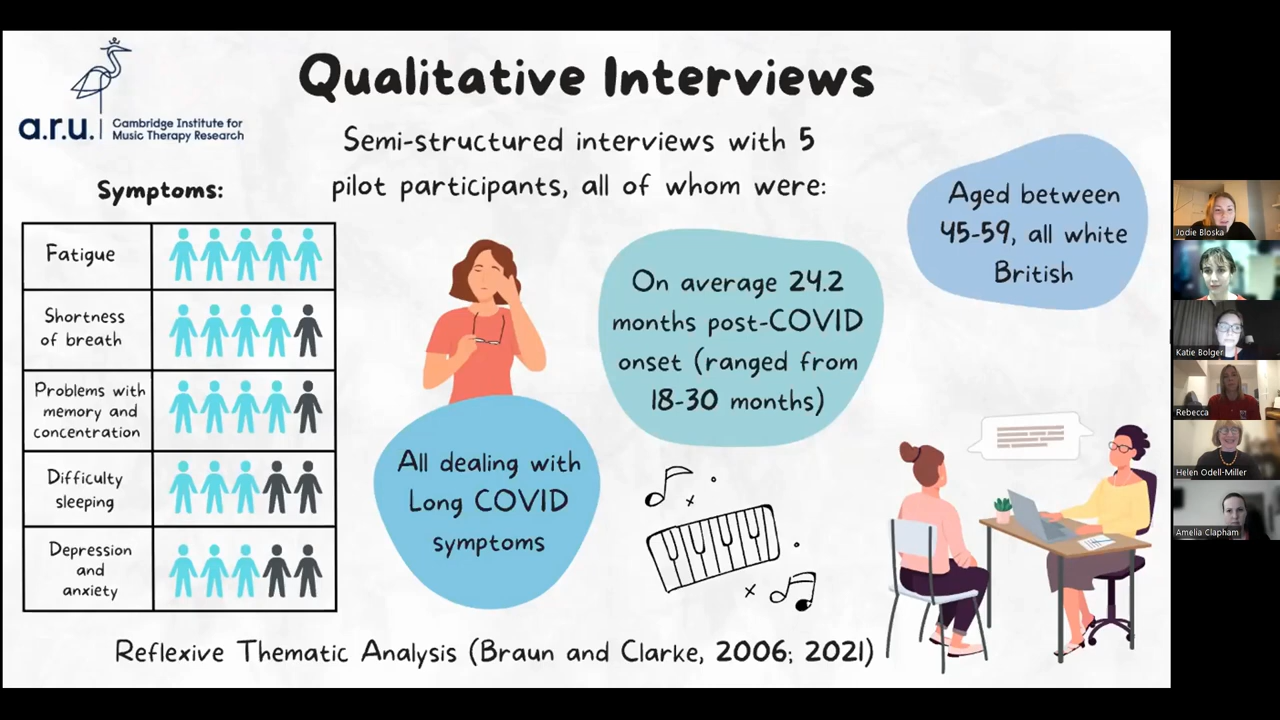 Qualitative Interviews
a.r.u.
Cambridge Institute for
Music Therapy Research
Semi-structured interviews with 5
pilot participants, all of whom were:
Symptoms:
Fatigue
Shortness
of breath
Problems with
memory and
concentration
Difficulty
sleeping
Depression
and
anxiety
All dealing with
Long COVID
symptoms
On average 24.2
months post-COVID
onset (ranged from
18-30 months)
Aged between
45-59, all white
British
Reflexive Thematic Analysis (Braun and Clarke, 2006; 2021)
Jodie Bloska
Katie Bolger
Rebecca
Helen Odell-Miller
Amelia Clapham